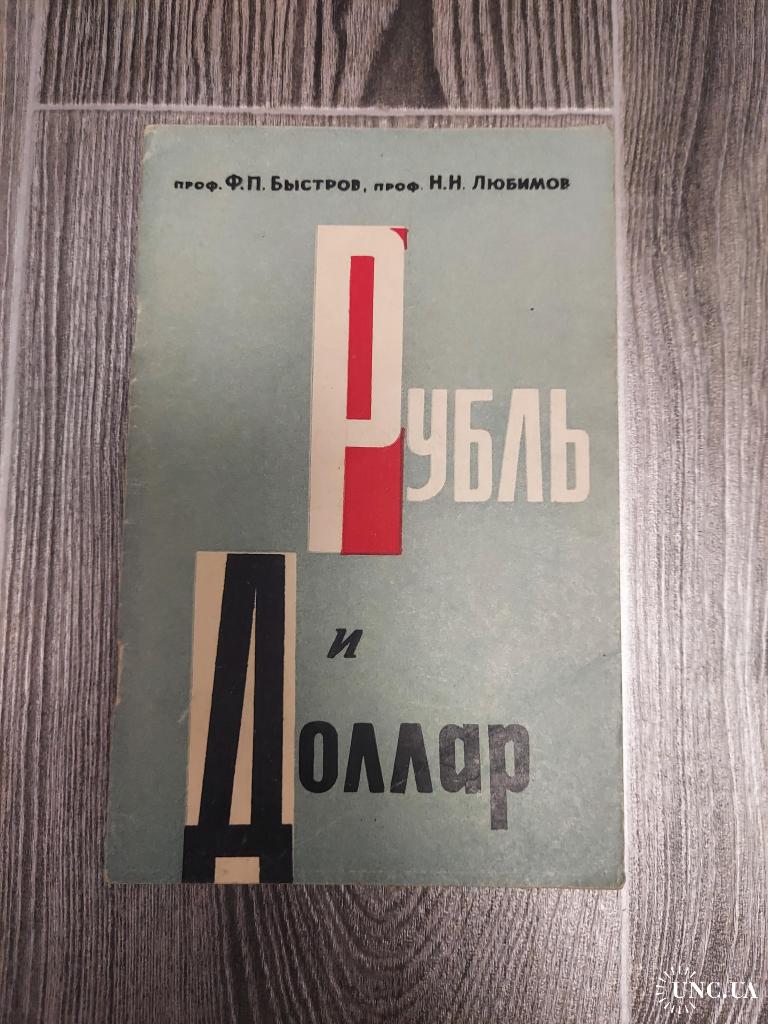 проф. Ф.П. Быстров, проф. Н.Н. Любимов
Рубль
и
Доллар
UNC.UA